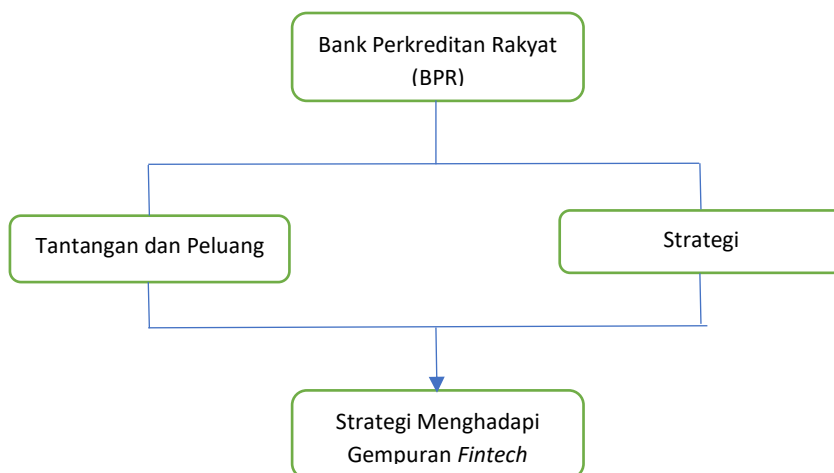 Bank Perkreditan Rakyat
(BPR)
Tantangan dan Peluang
Strategi
Strategi Menghadapi
Gempuran Fintech